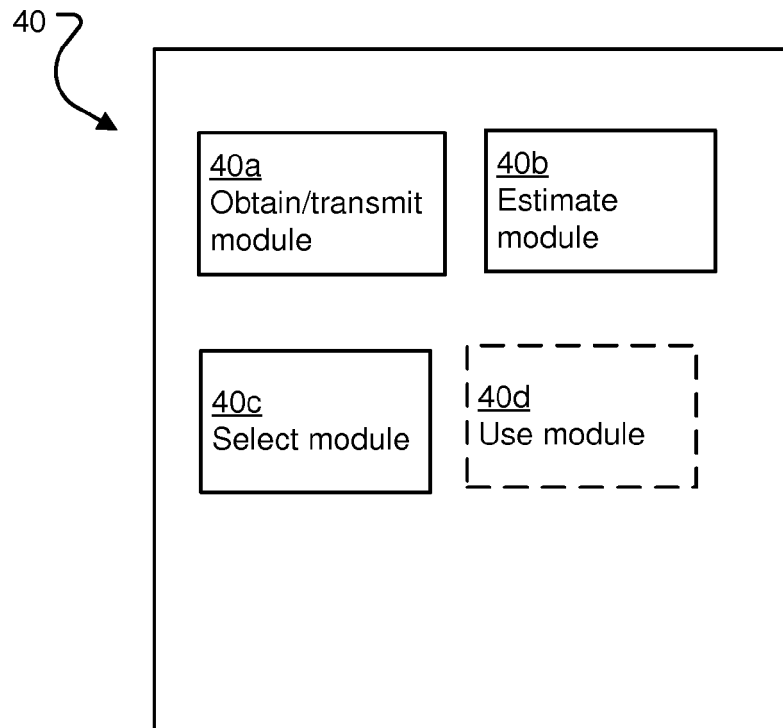 40
40a
Obtain/transmit
module
40b
Estimate
module
40c
Select module
40d
Use module